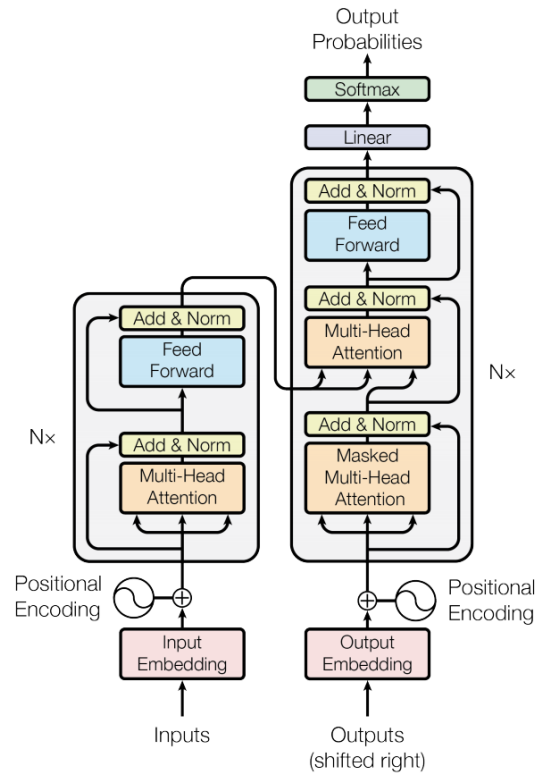 Output
Probabilities
Softmax
Linear
Add & Norm
Feed
Forward
Add & Norm
Multi-Head
Attention
Add & Norm
Masked
Multi-Head
Attention
N×
Add & Norm
Feed
Forward
Add & Norm
Multi-Head
Attention
N×
Positional
Encoding
Input
Embedding
Inputs
Positional
Encoding
Output
Embedding
Outputs
(shifted right)